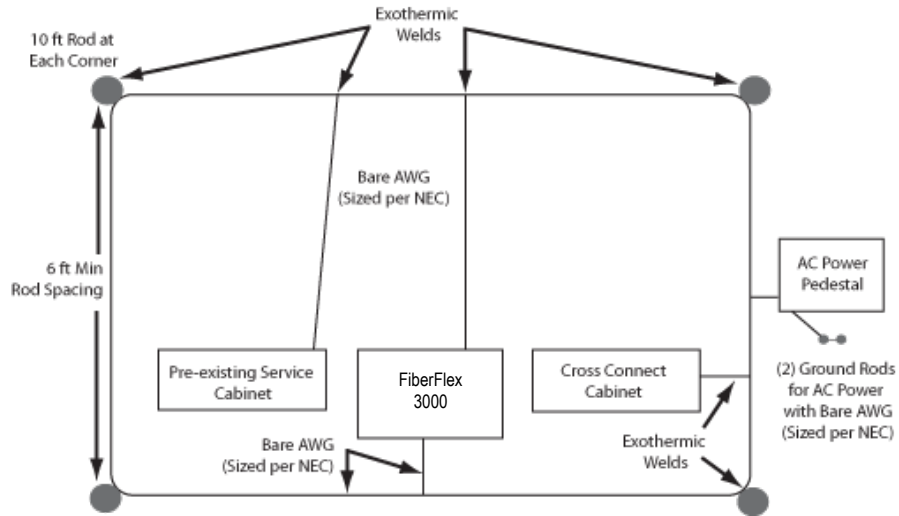 Exothermic
Welds
10 ft Rod at
Each Corner
Bare AWG
(Sized per NEC)
6 ft Min
Rod Spacing
AC Power
Pedestal
Pre-existing Service
Cabinet
FiberFlex
3000
Cross Connect
Cabinet
(2) Ground Rods
for AC Power
with Bare AWG
(Sized per NEC)
Bare AWG
(Sized per NEC)
Exothermic
Welds